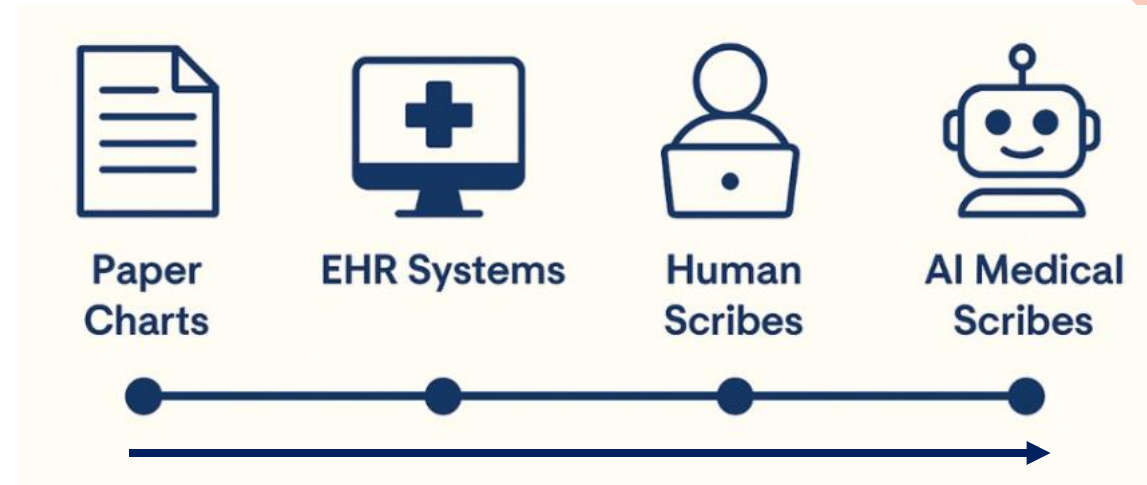 Paper
Charts
EHR Systems
Human
Scribes
AI Medical
Scribes